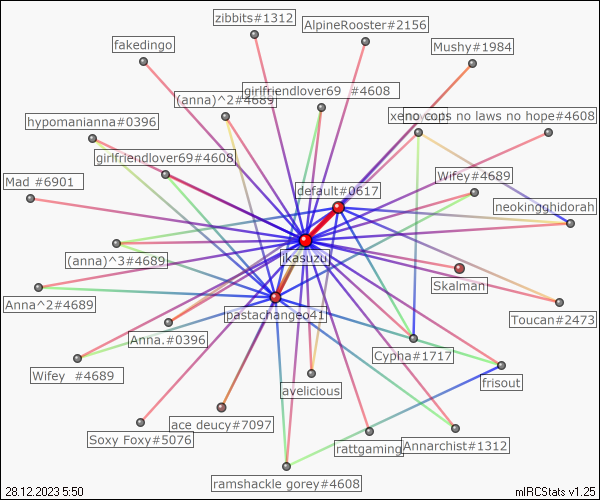 zibbits#1312
AlpineRooster#2156
fakedingo
Mushy#1984
girlfriendlover69 #4608
(anna)^2#4689
hypomanianna#0396
no cops no laws no hope#4608
girlfriendlover69#4608
Mad #6901
default#0617
Wifey#4689
neokingghidorah
(anna)^3#4689
ikasuzu
Skalman
Anna^2#4689
pastachangeo41
Toucan#2473
Anna.#0396
Cypha#1717
Wifey #4689
avelicious
frisout
ace deucy#7097
Soxy Foxy#5076
rattgaming
Annarchist#1312
ramshackle gorey#4608
28.12.2023 5:50
mIRCStats v1.25